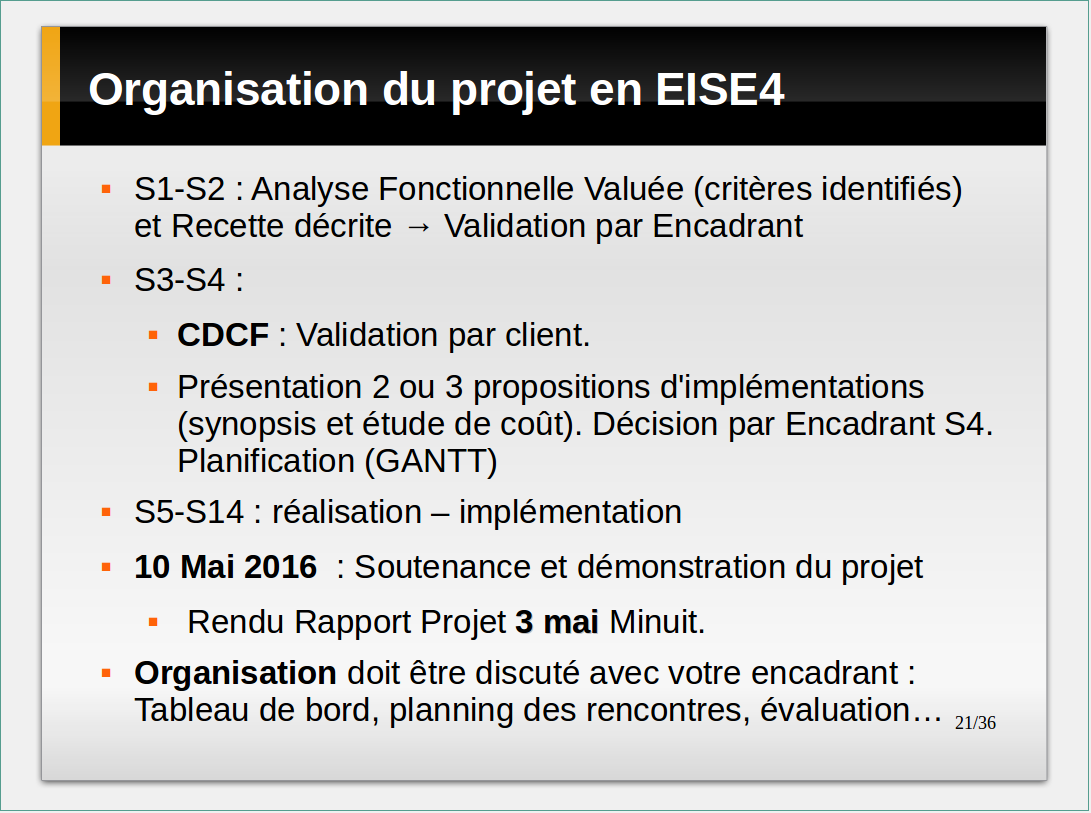 Organisation du projet en EISE4
S1-S2 : Analyse Fonctionnelle Valuée (critères identifiés)
et Recette décrite → Validation par Encadrant
S3-S4 :
CDCF : Validation par client.
Présentation 2 ou 3 propositions d'implémentations
(synopsis et étude de coût). Décision par Encadrant S4.
Planification (GANTT)
S5-S14 : réalisation – implémentation
10 Mai 2016 : Soutenance et démonstration du projet
Rendu Rapport Projet 3 mai Minuit.
Organisation doit être discuté avec votre encadrant :
Tableau de bord, planning des rencontres, évaluation…
21/36